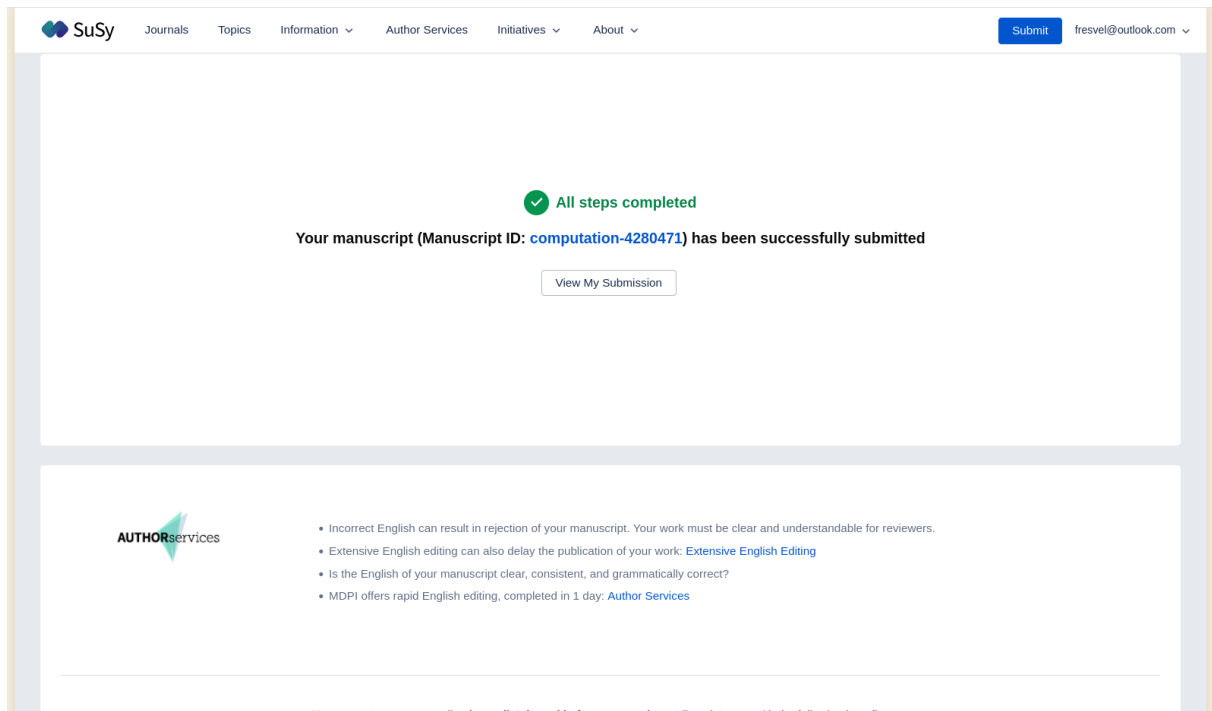 SuSy Journals Topics Information Author Services Initiatives About Submit fresvel@outlook.com
All steps completed
Your manuscript (Manuscript ID: computation-4280471) has been successfully submitted
View My Submission
AUTHORservices
• Incorrect English can result in rejection of your manuscript. Your work must be clear and understandable for reviewers.
• Extensive English editing can also delay the publication of your work: Extensive English Editing
• Is the English of your manuscript clear, consistent, and grammatically correct?
• MDPI offers rapid English editing, completed in 1 day: Author Services